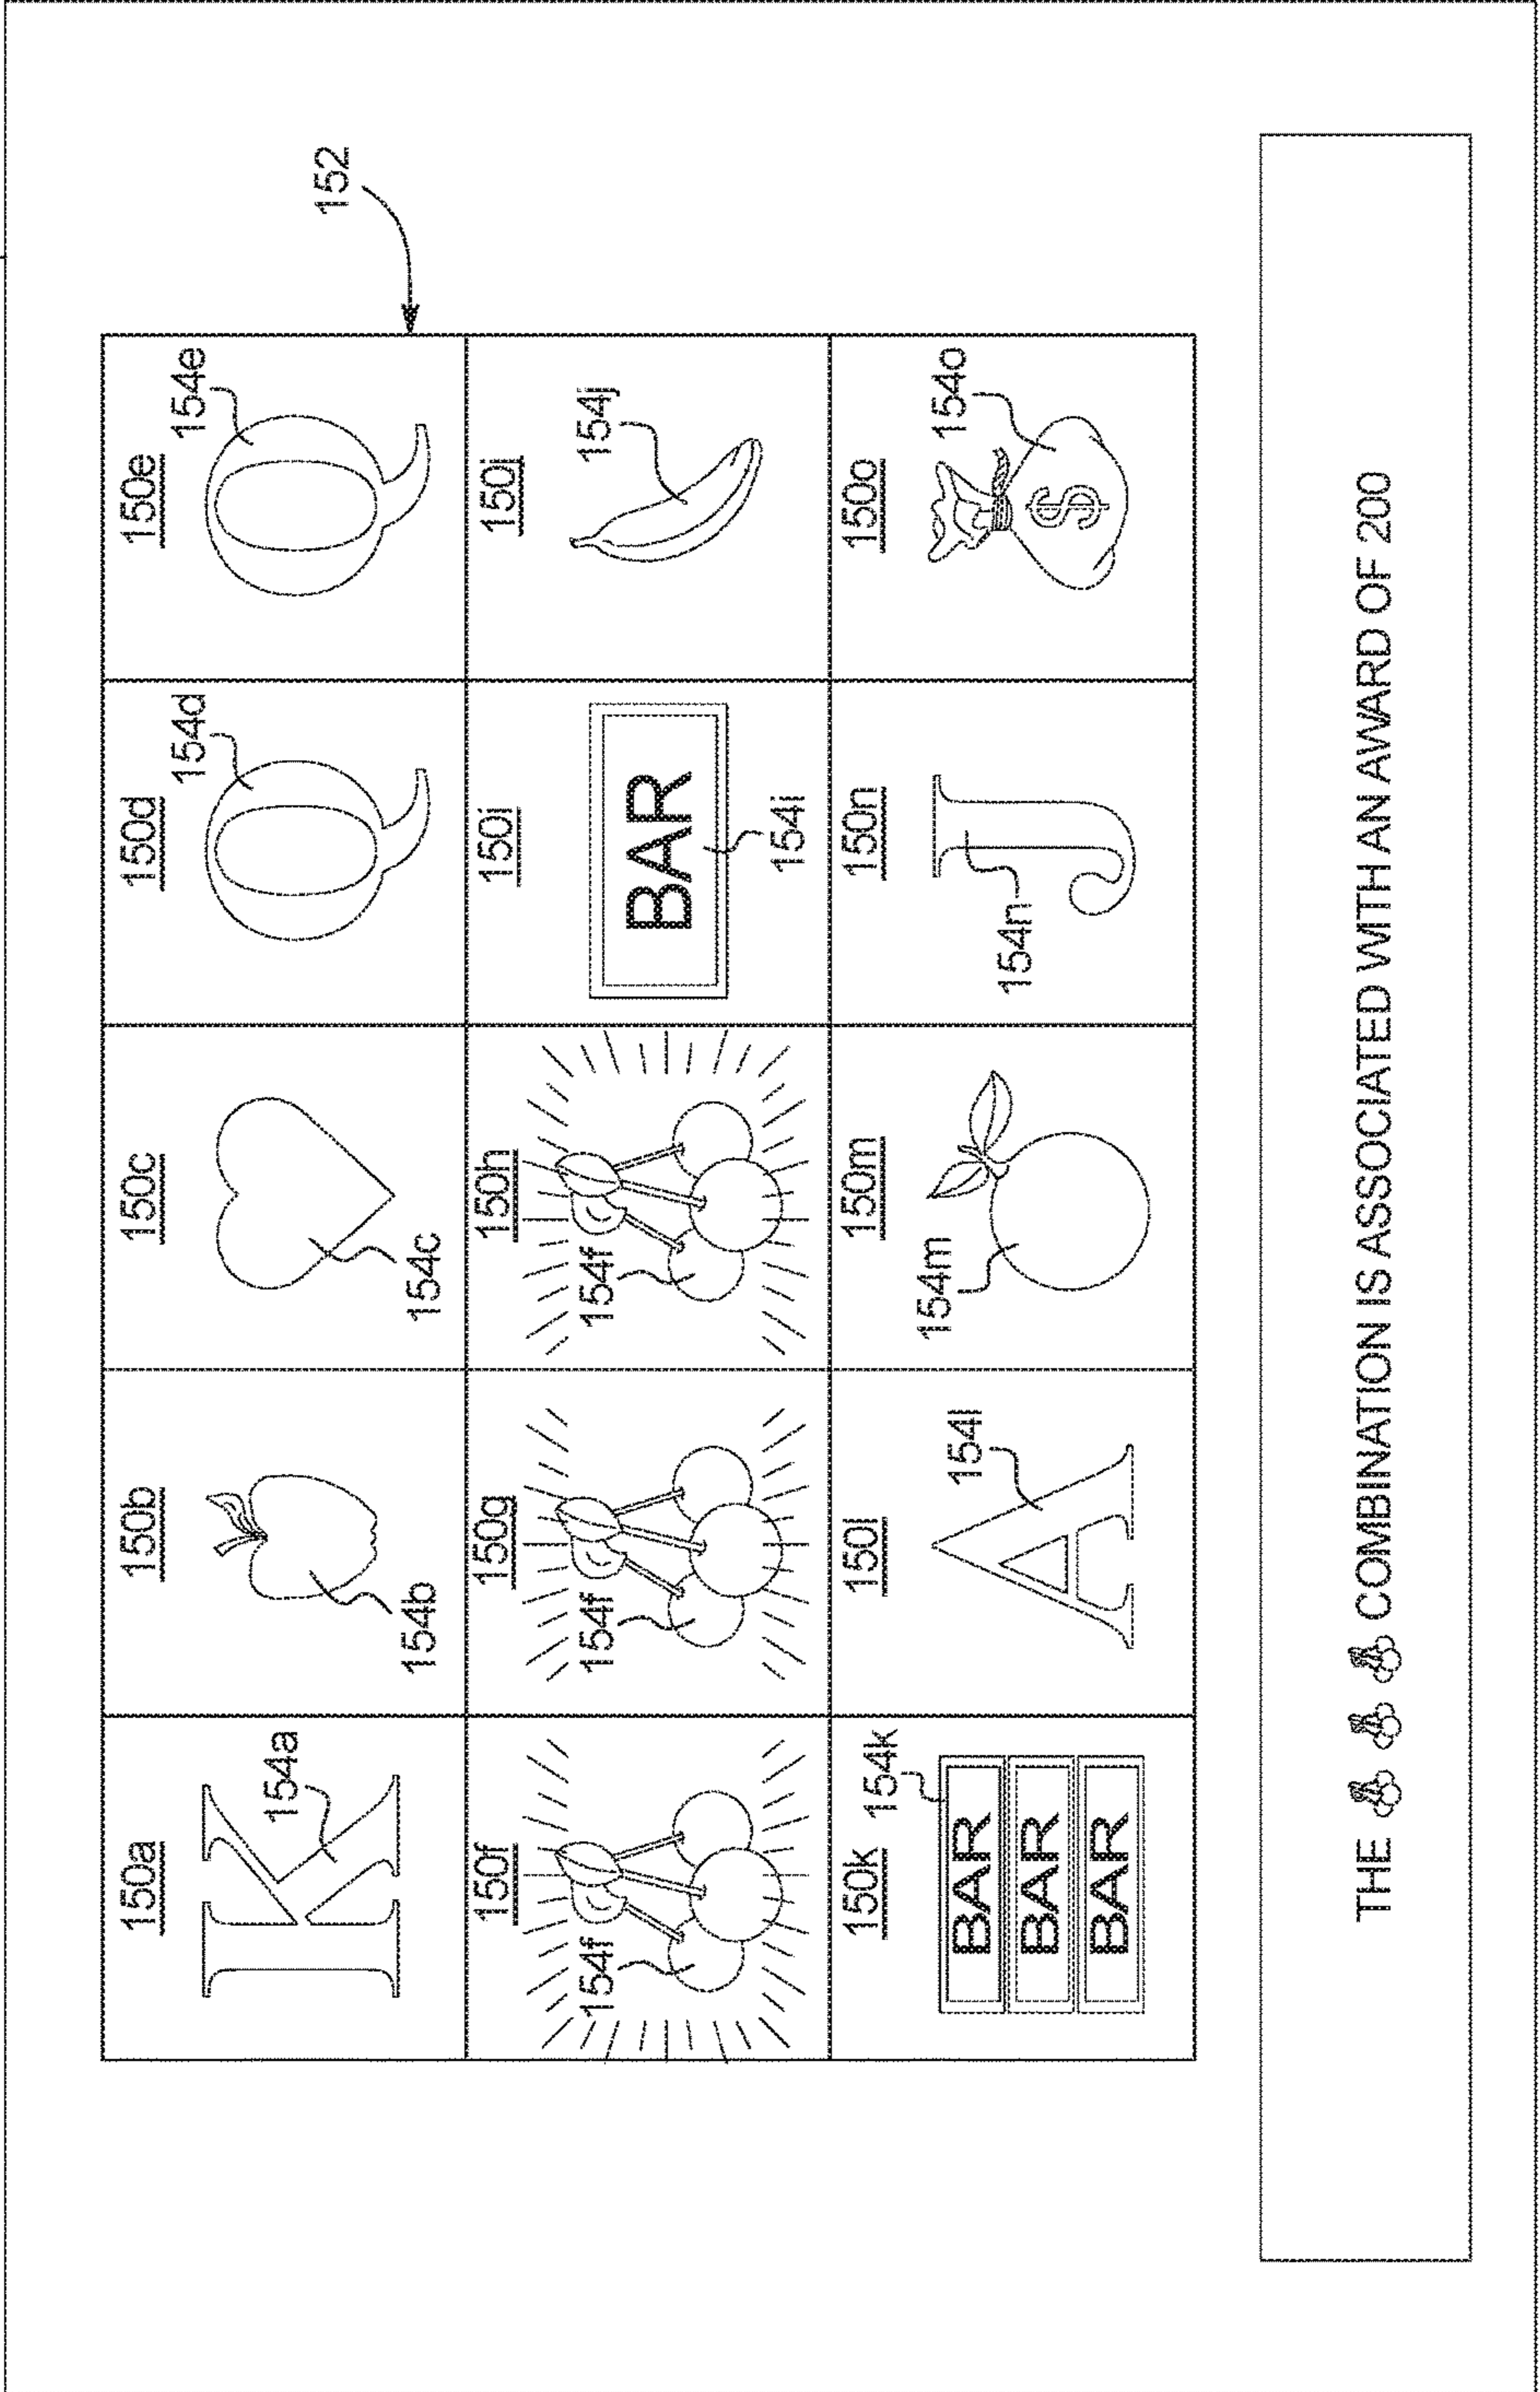 152
150a 150b 150c 150d 150e
154a 154b 154c 154d 154e
K Q Q
150f 150g 150h 150i 150j
154f 154f 154f 154i 154j
BAR
150k 150l 150m 150n 150o
154k 154l 154m 154n 154o
BAR A J $
BAR
BAR
THE COMBINATION IS ASSOCIATED WITH AN AWARD OF 200